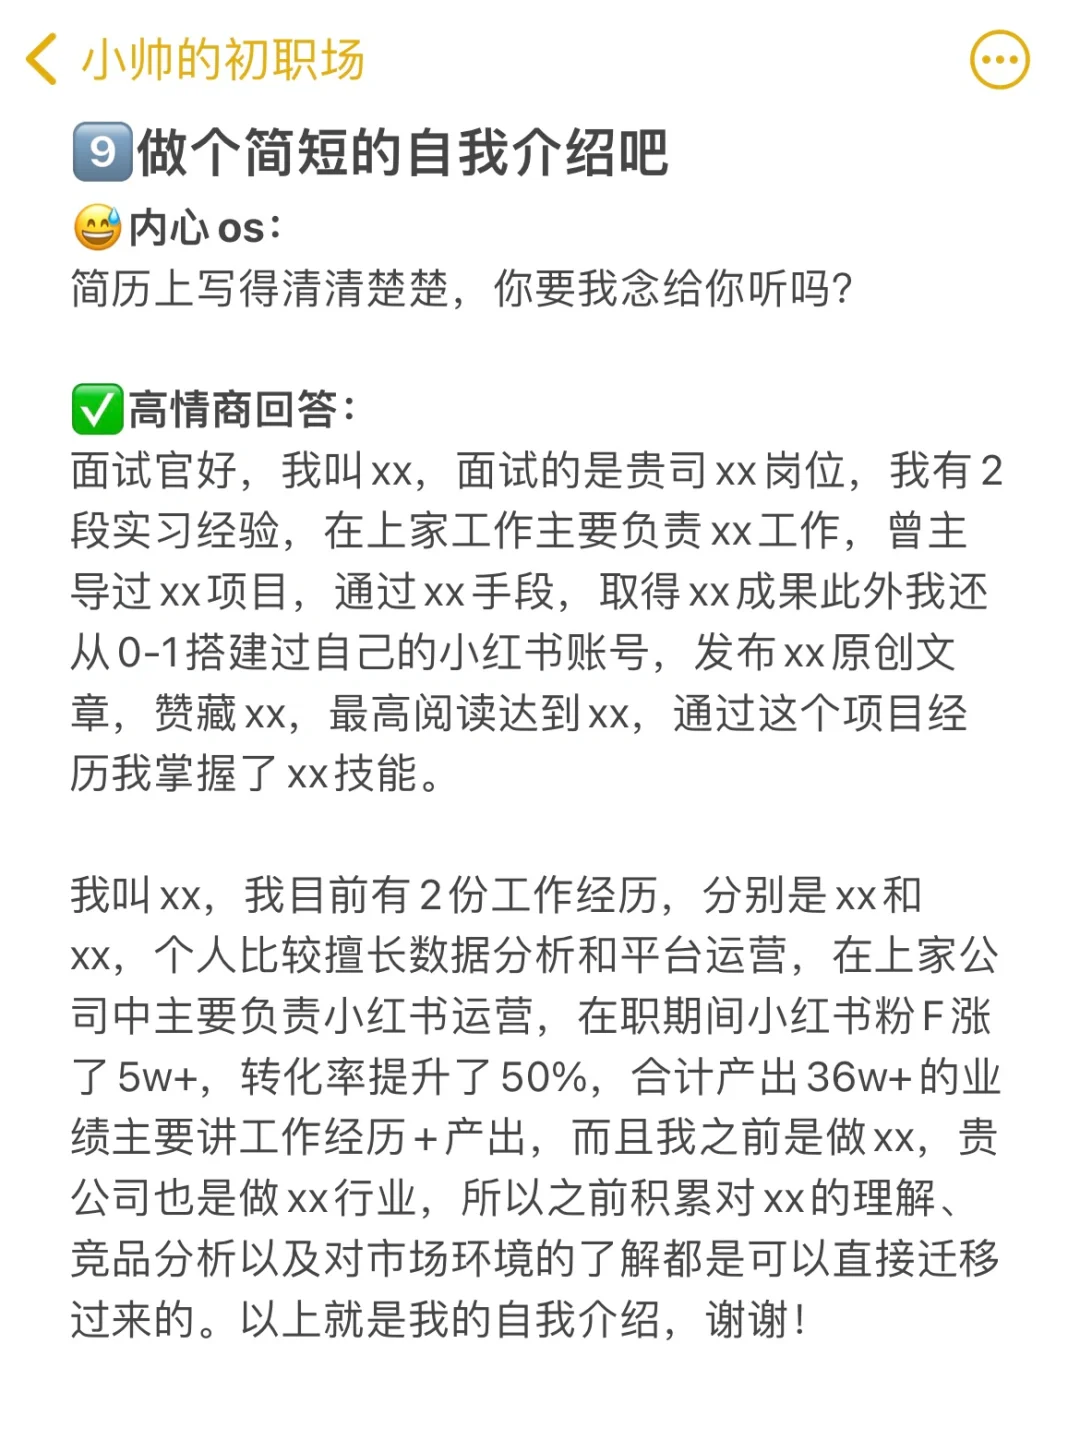 小帅的初职场
9️⃣做个简短的自我介绍吧
😅内心os：
简历上写得清清楚楚，你要我念给你听吗？
✅高情商回答：
面试官好，我叫xx，面试的是贵司xx岗位，我有2
段实习经验，在上家工作主要负责xx工作，曾主
导过xx项目，通过xx手段，取得xx成果此外我还
从0-1搭建过自己的小红书账号，发布xx原创文
章，赞藏xx，最高阅读达到xx，通过这个项目经
历我掌握了xx技能。
我叫xx，我目前有2份工作经历，分别是xx和
xx，个人比较擅长数据分析和平台运营，在上家公
司中主要负责小红书运营，在职期间小红书粉F涨
了5w+，转化率提升了50%，合计产出36w+的业
绩主要讲工作经历+产出，而且我之前是做xx，贵
公司也是做xx行业，所以之前积累对xx的理解、
竞品分析以及对市场环境的了解都是可以直接迁移
过来的。以上就是我的自我介绍，谢谢！